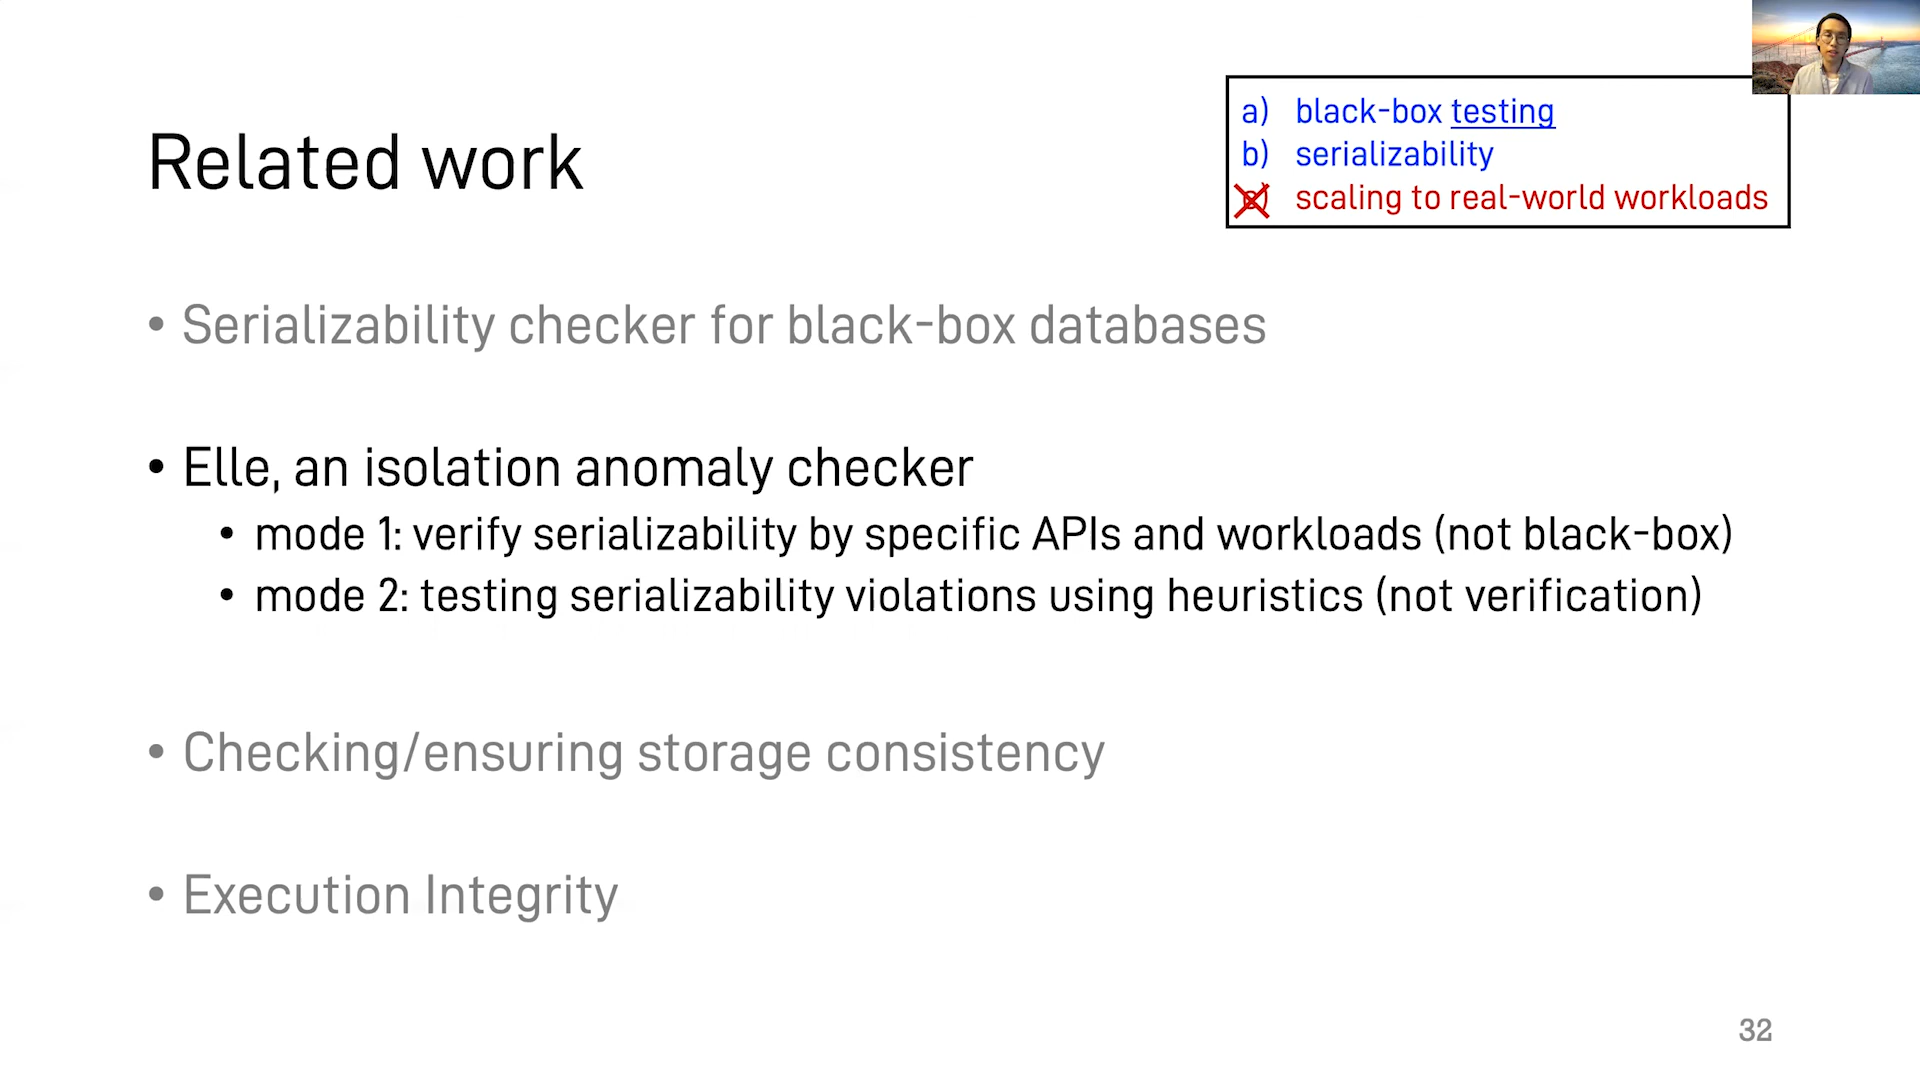 a) black-box testing
b) serializability
c) scaling to real-world workloads
Related work
• Serializability checker for black-box databases
• Elle, an isolation anomaly checker
• mode 1: verify serializability by specific APIs and workloads (not black-box)
• mode 2: testing serializability violations using heuristics (not verification)
• Checking/ensuring storage consistency
• Execution Integrity
32